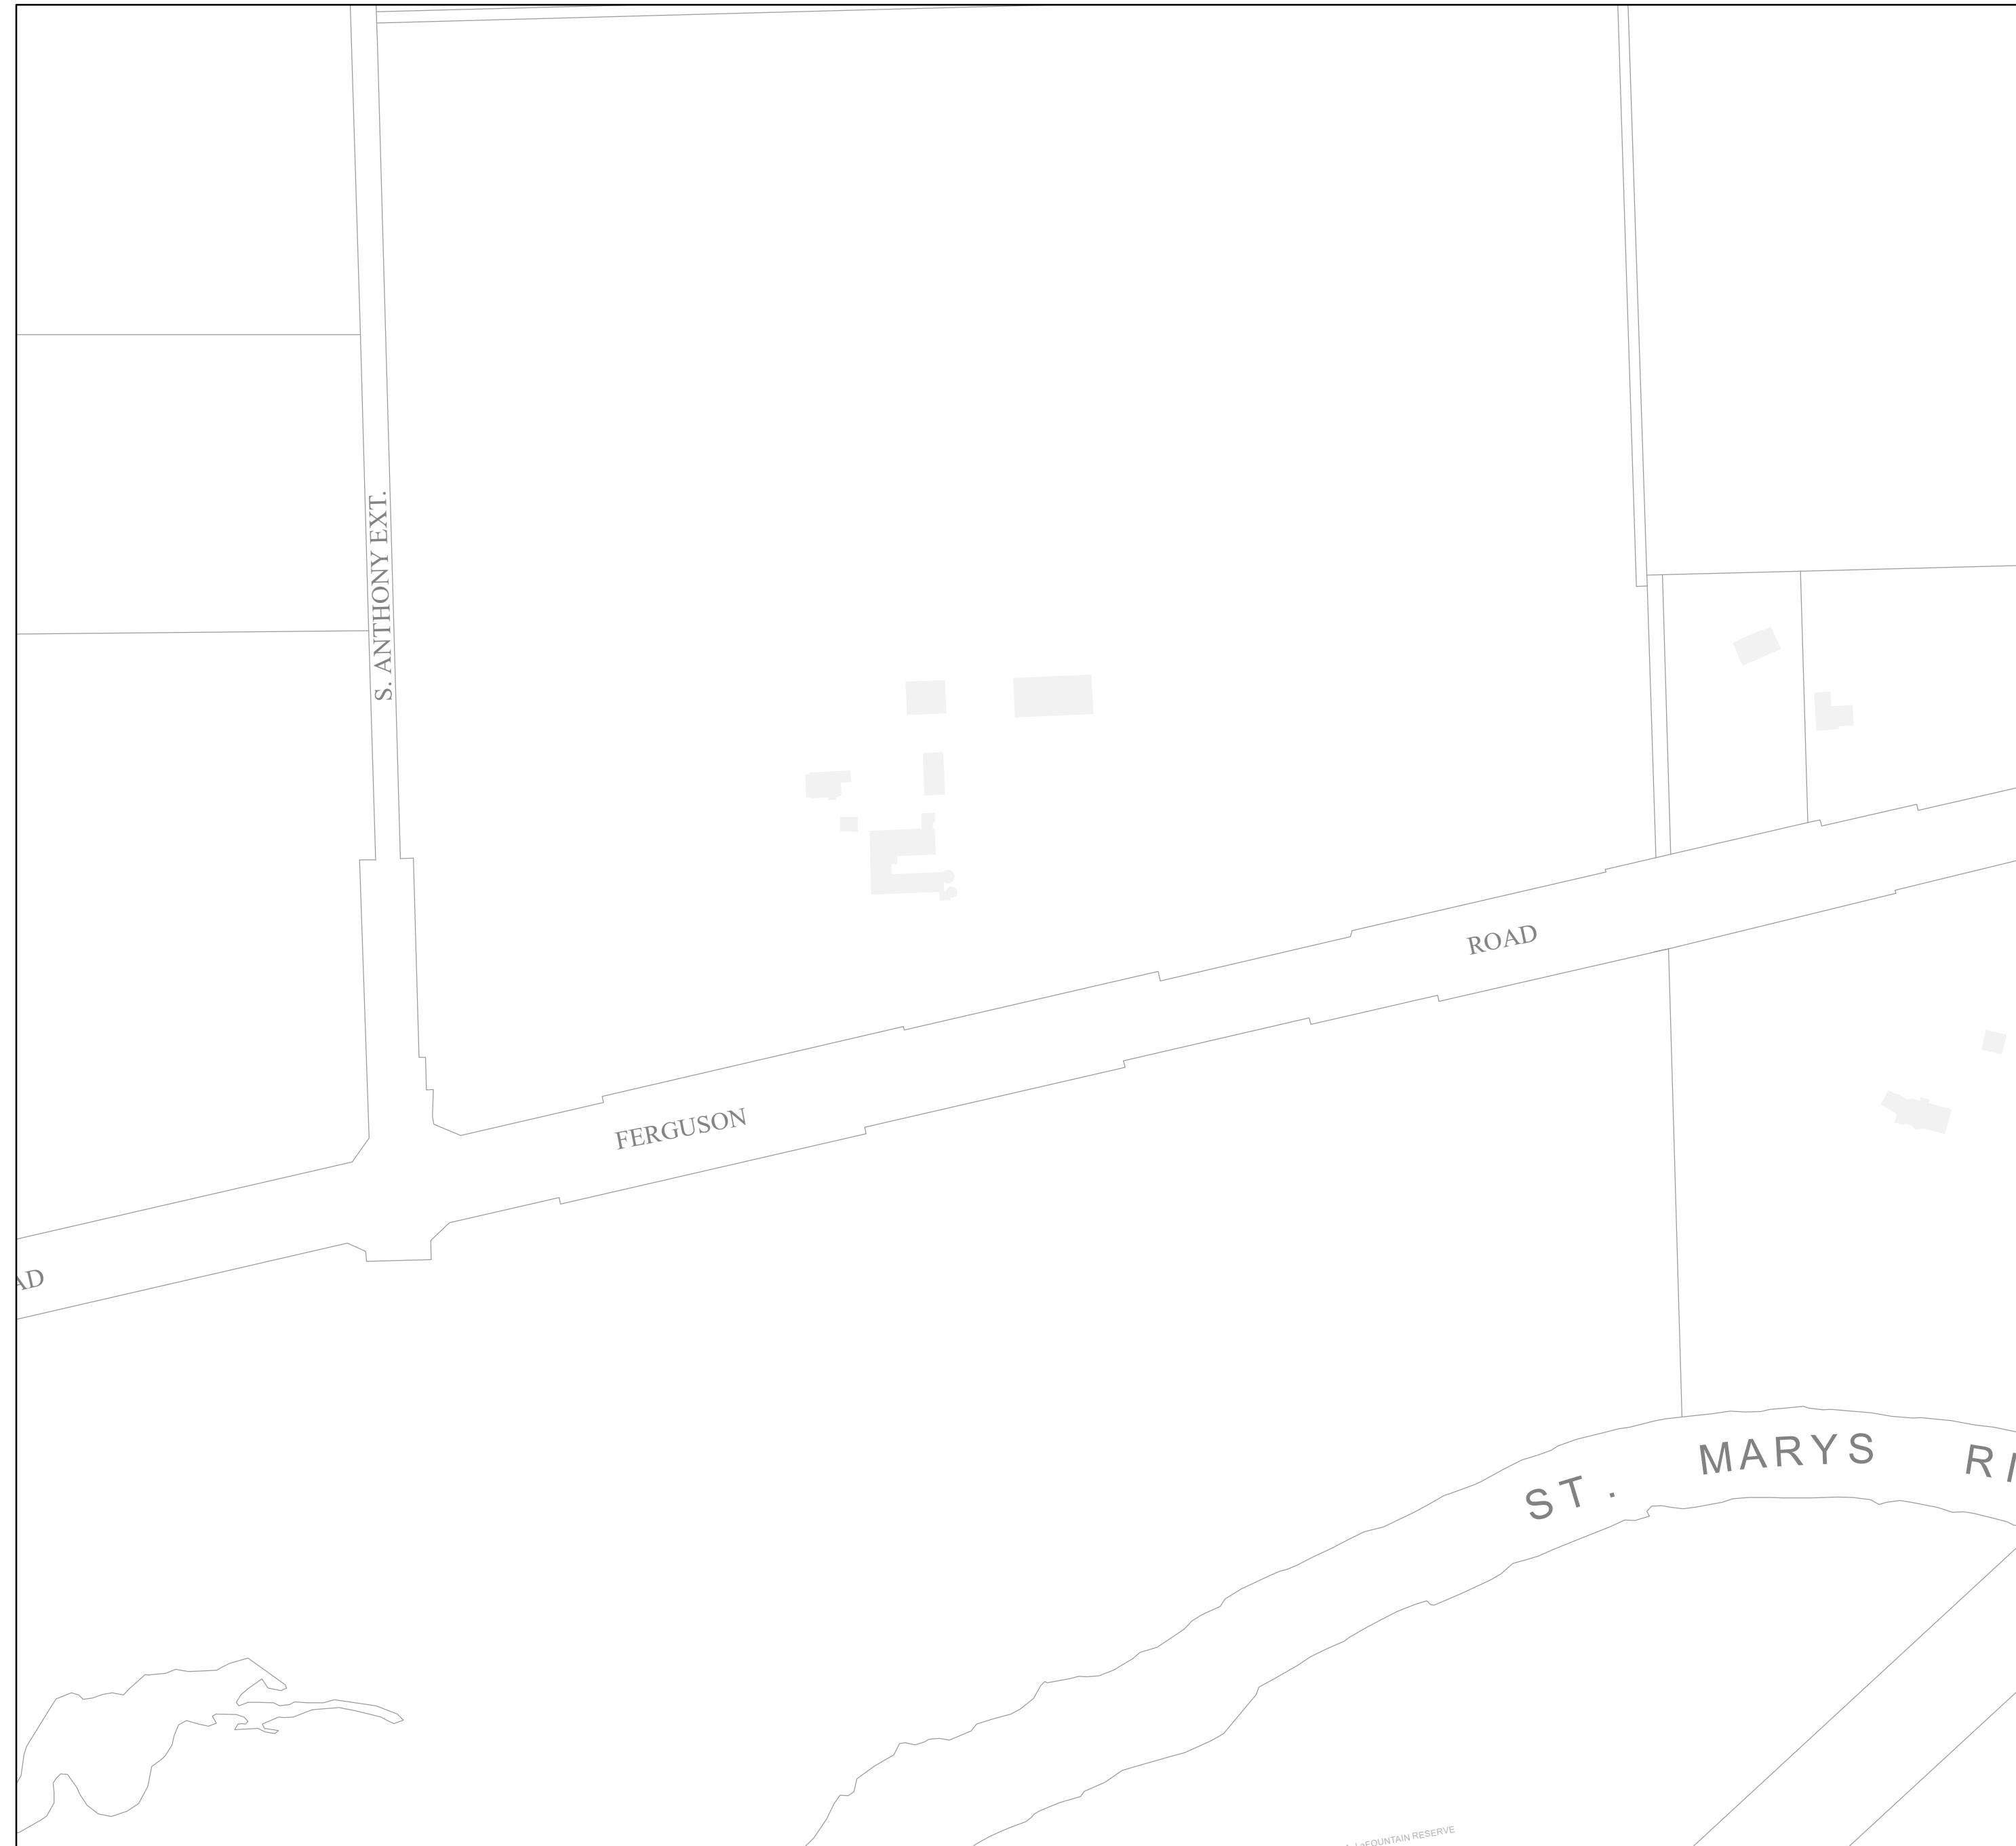 S. ANTHONY EXT.
ROAD
FERGUSON
AD
ST. MARYS
FOUNTAIN RESERVE